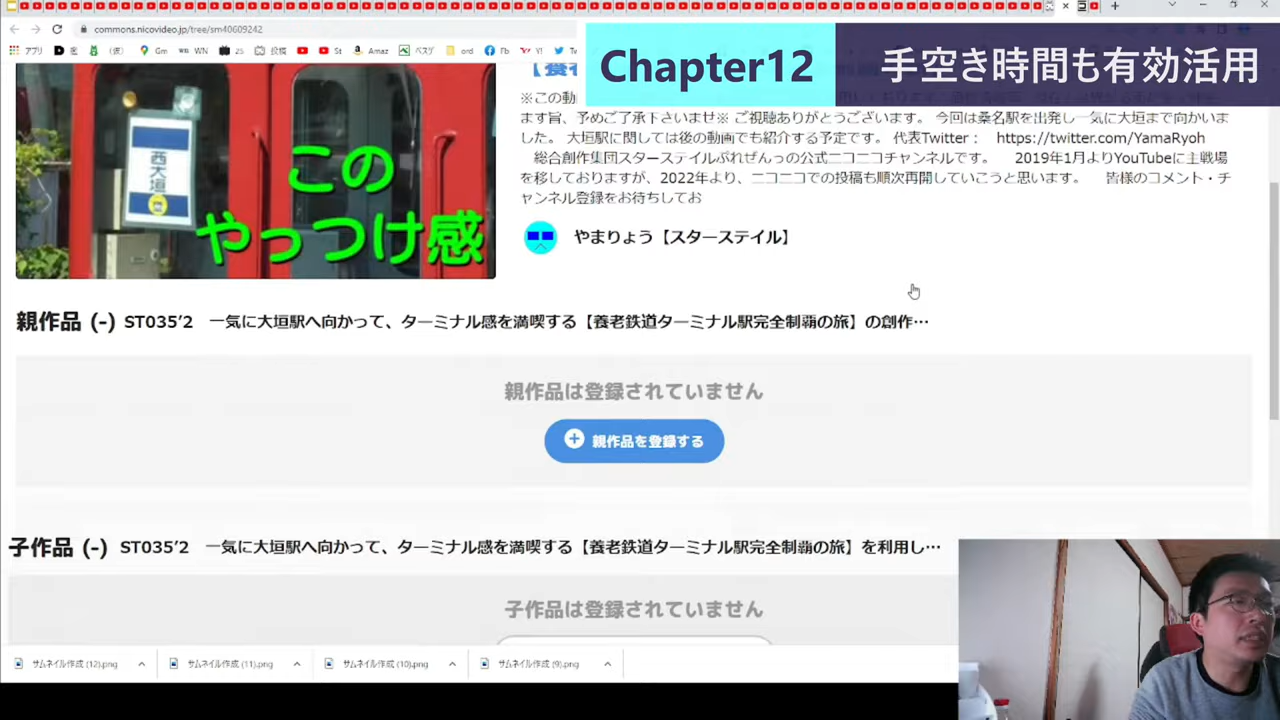 commons.nicovideo.jp/tree/sm40609242
アプリ
密
(仮)
Gm
WN
25
投稿
St
Amaz
ベスゲ
ord
Fb
Y!
Tw
Chapter12
手空き時間も有効活用
西大垣
この
やっつけ感
ます旨、予めご了承下さいませ※ ご視聴ありがとうございます。 今回は桑名駅を出発し一気に大垣まで向かいま
した。 大垣駅に関しては後の動画でも紹介する予定です。 代表Twitter： https://twitter.com/YamaRyoh
総合創作集団スターステイルぷれぜんっの公式ニコニコチャンネルです。 2019年1月よりYouTubeに主戦場
を移しておりますが、2022年より、ニコニコでの投稿も順次再開していこうと思います。 皆様のコメント・チ
ャンネル登録をお待ちしてお
やまりょう【スターステイル】
親作品 (-) ST035’2 一気に大垣駅へ向かって、ターミナル感を満喫する【養老鉄道ターミナル駅完全制覇の旅】の創作…
親作品は登録されていません
親作品を登録する
子作品 (-) ST035’2 一気に大垣駅へ向かって、ターミナル感を満喫する【養老鉄道ターミナル駅完全制覇の旅】を利用し…
子作品は登録されていません
サムネイル作成 (12).png
サムネイル作成 (11).png
サムネイル作成 (10).png
サムネイル作成 (9).png